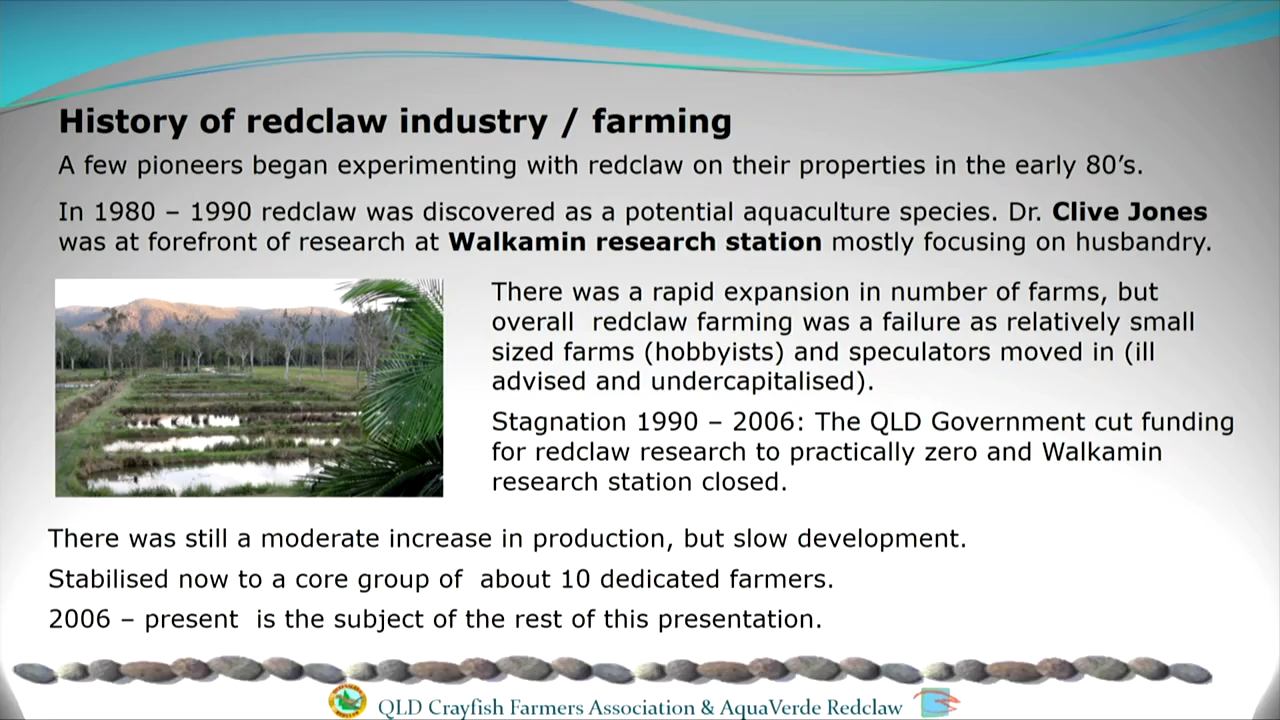 History of redclaw industry / farming
A few pioneers began experimenting with redclaw on their properties in the early 80’s.
In 1980 – 1990 redclaw was discovered as a potential aquaculture species. Dr. Clive Jones
was at forefront of research at Walkamin research station mostly focusing on husbandry.
There was a rapid expansion in number of farms, but
overall redclaw farming was a failure as relatively small
sized farms (hobbyists) and speculators moved in (ill
advised and undercapitalised).
Stagnation 1990 – 2006: The QLD Government cut funding
for redclaw research to practically zero and Walkamin
research station closed.
There was still a moderate increase in production, but slow development.
Stabilised now to a core group of about 10 dedicated farmers.
2006 – present is the subject of the rest of this presentation.
QLD Crayfish Farmers Association & AquaVerde Redclaw